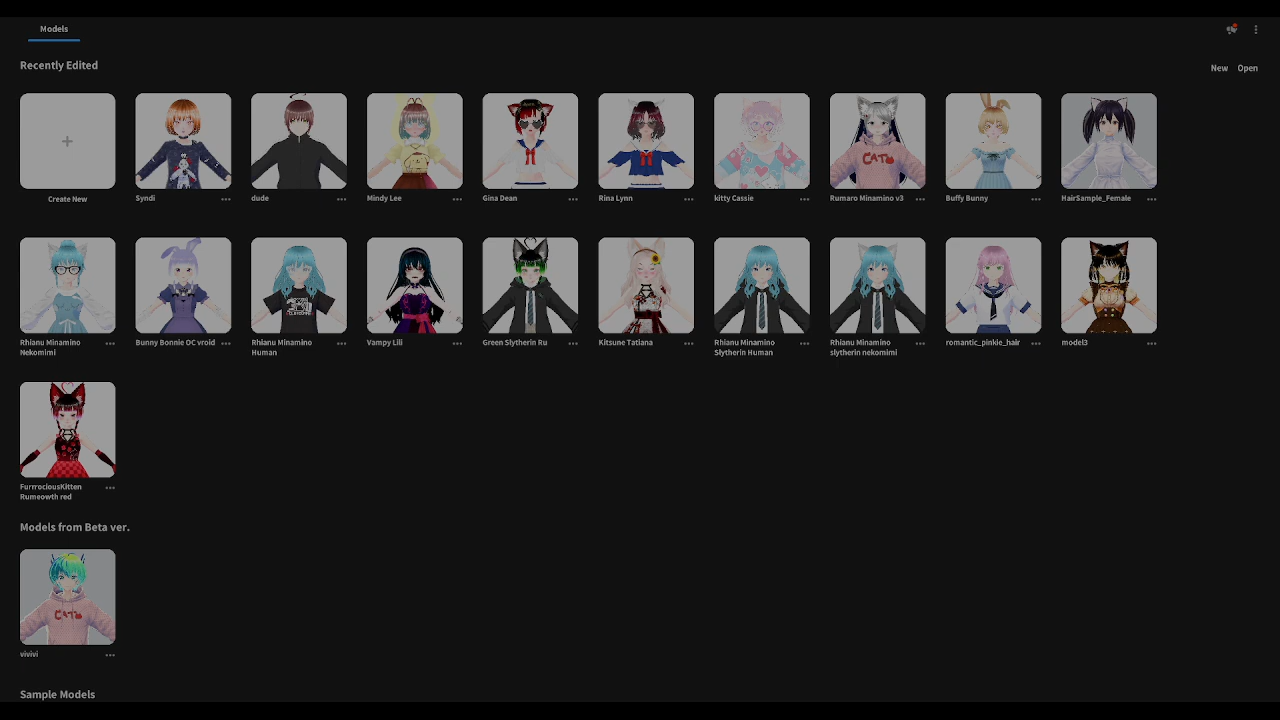 Models
Recently Edited
New Open
Create New
Syndi
dude
Mindy Lee
Gina Dean
Rina Lynn
kitty Cassie
Rumaro Minamino v3
Buffy Bunny
HairSample_Female
CATs
Rhianu Minamino
Nekomimi
Bunny Bonnie OC vroid
Rhianu Minamino
Human
Vampy Lili
Green Slytherin Ru
Kitsune Tatiana
Rhianu Minamino
Slytherin Human
Rhianu Minamino
slytherin nekomimi
romantic_pinkie_hair
model3
FurrrociousKitten
Rumeowth red
Models from Beta ver.
CATs
vivivi
Sample Models